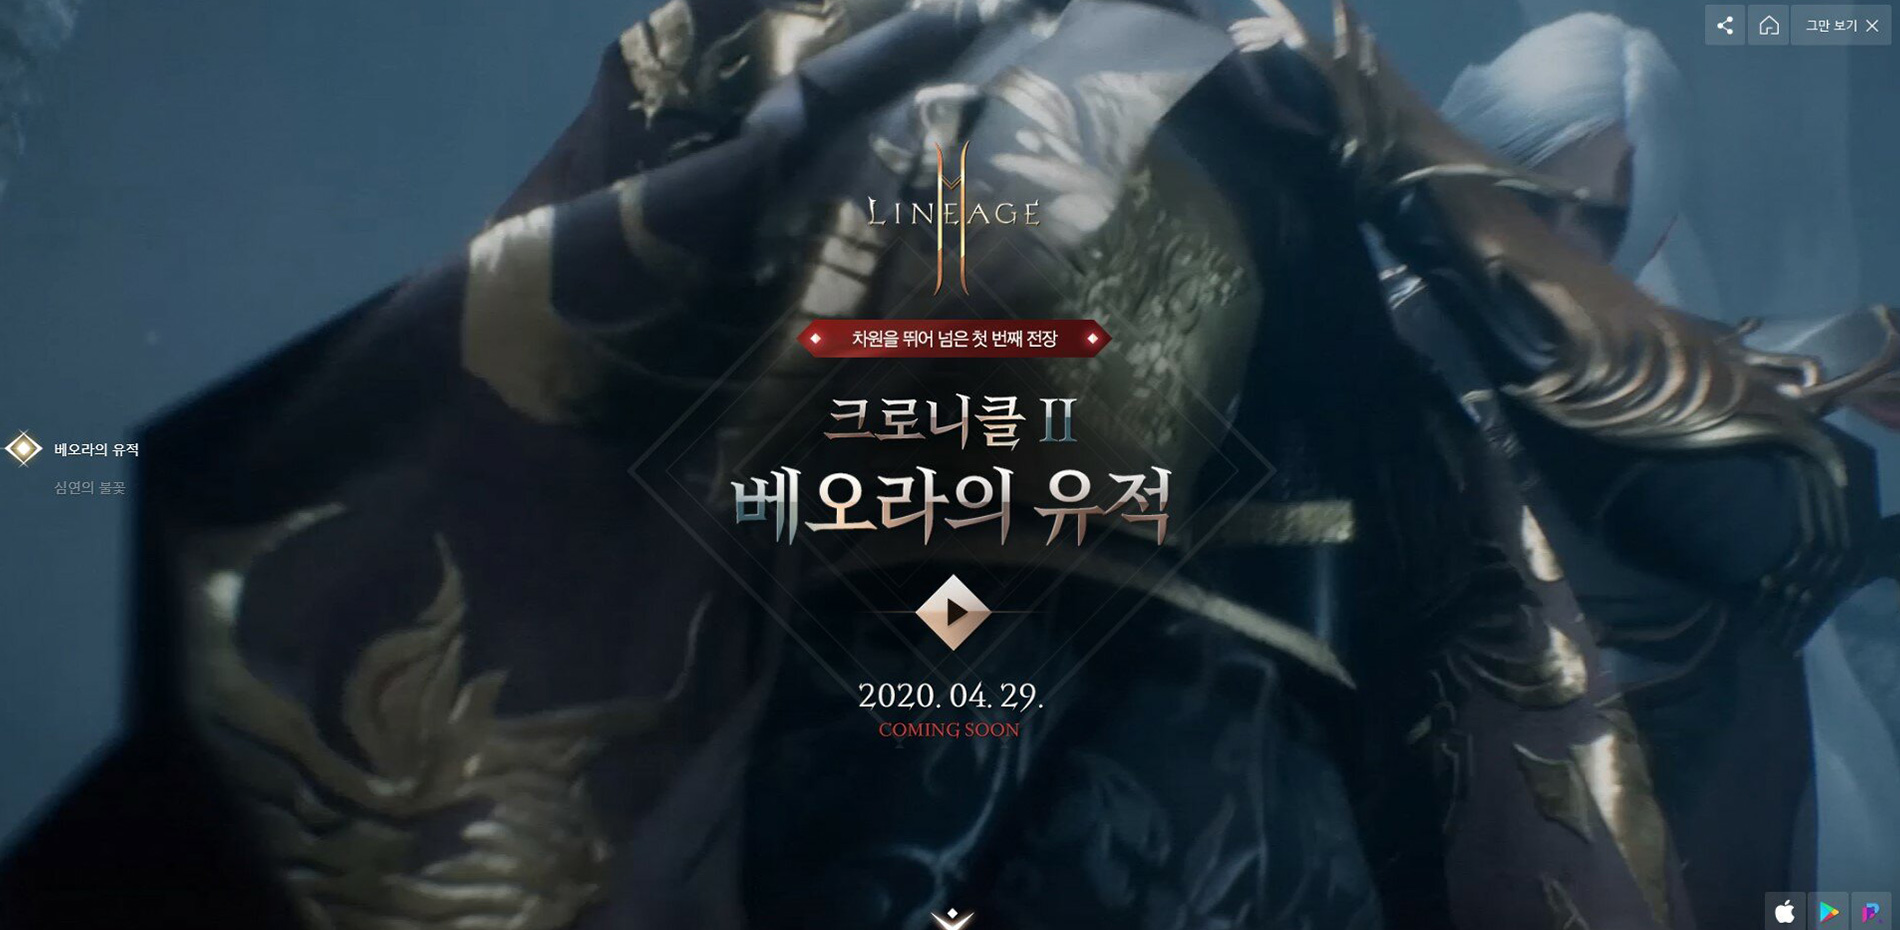 그만 보기
LINEAGE
차원을 뛰어 넘은 첫 번째 전장
크로니클 II
베오라의 유적
베오라의 유적
심연의 불꽃
2020. 04. 29.
COMING SOON